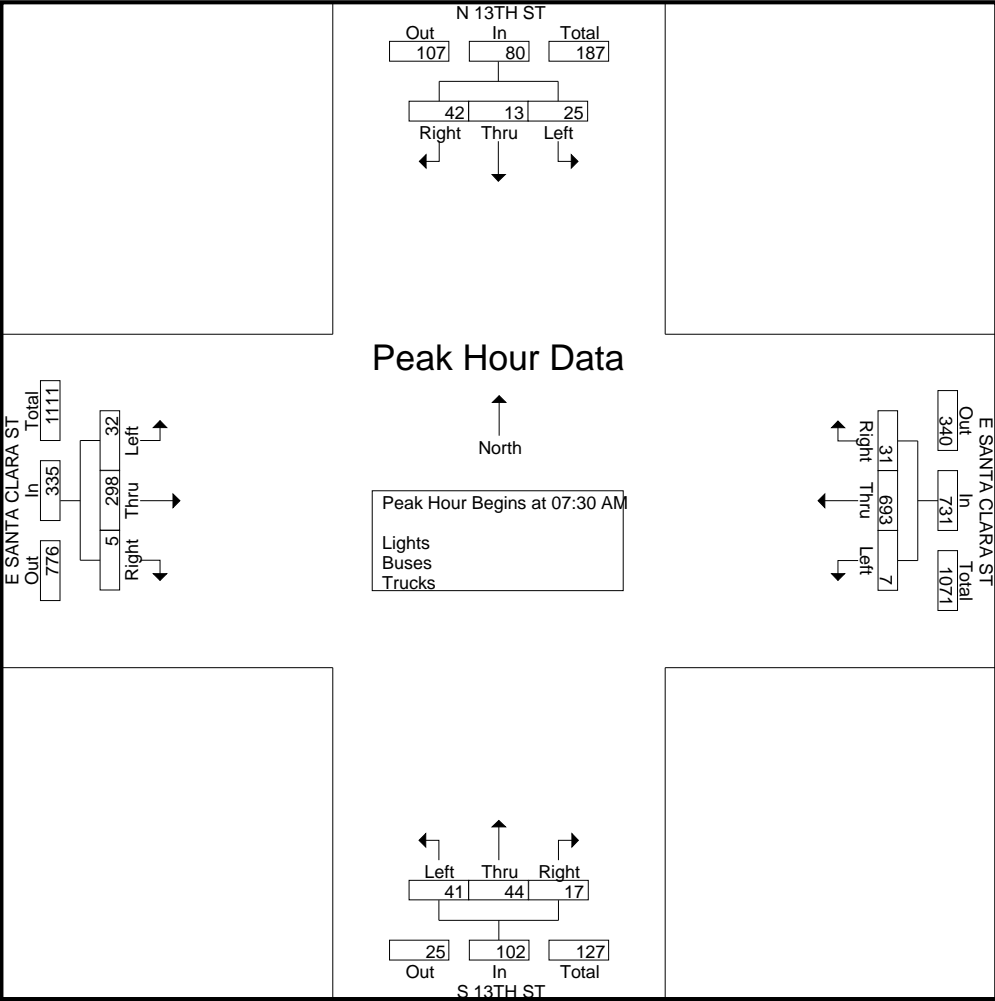 N 13TH ST
Out In Total
107 80 187
42 13 25
Right Thru Left
Peak Hour Data
North
Peak Hour Begins at 07:30 AM
Lights
Buses
Trucks
E SANTA CLARA ST
Total In Out
1111 335 776
32 298 5
Left Thru Right
E SANTA CLARA ST
Out In Total
340 731 1071
31 693 7
Right Thru Left
Left Thru Right
41 44 17
25 102 127
Out In Total
S 13TH ST